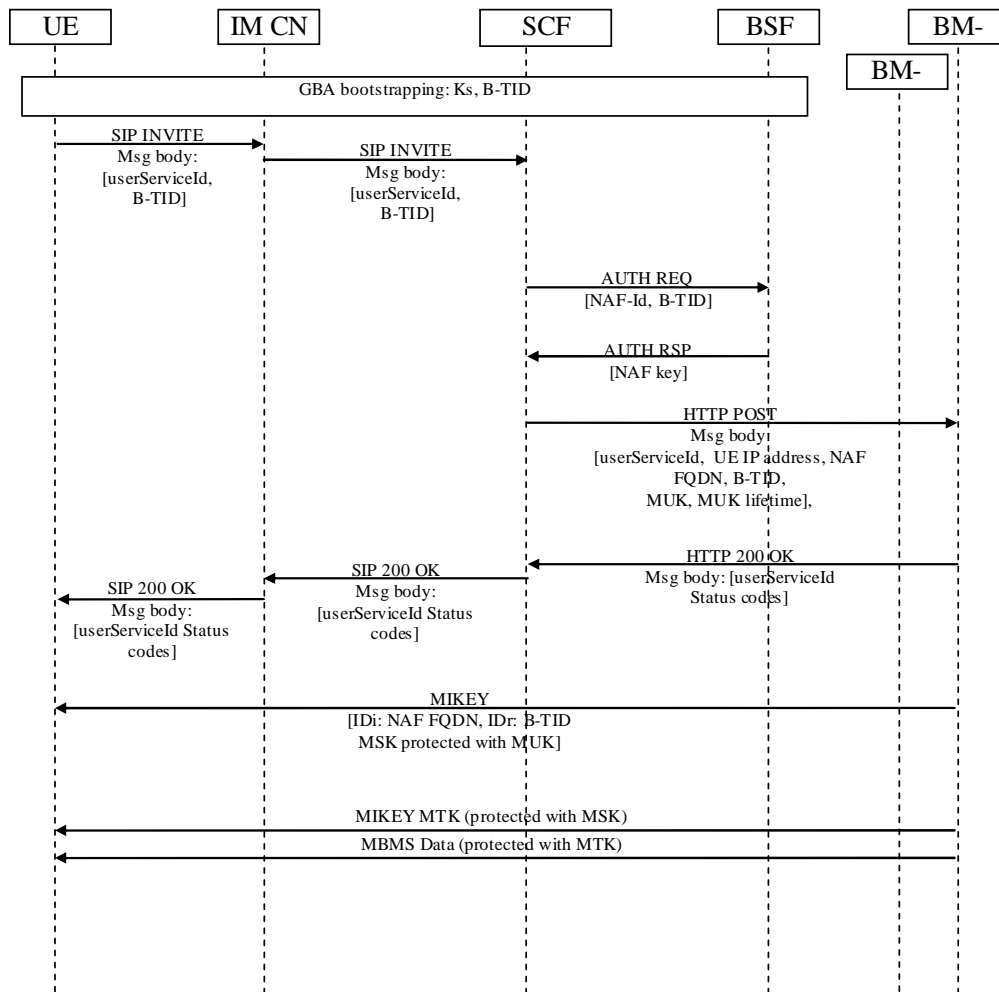 UE
IM CN
SCF
BSF
BM-
BM-
GBA bootstrapping: Ks, B-TID
SIP INVITE
Msg body:
[userServiceId,
B-TID]
SIP INVITE
Msg body:
[userServiceId,
B-TID]
AUTH REQ
[NAF-Id, B-TID]
AUTH RSP
[NAF key]
HTTP POST
Msg body
[userServiceId, UE IP address, NAF
FQDN, B-TID,
MUK, MUK lifetime],
HTTP 200 OK
Msg body: [userServiceId
Status codes]
SIP 200 OK
Msg body:
[userServiceId Status
codes]
SIP 200 OK
Msg body:
[userServiceId Status
codes]
MIKEY
[IDi: NAF FQDN, IDr: B-TID
MSK protected with MUK]
MIKEY MTK (protected with MSK)
MBMS Data (protected with MTK)